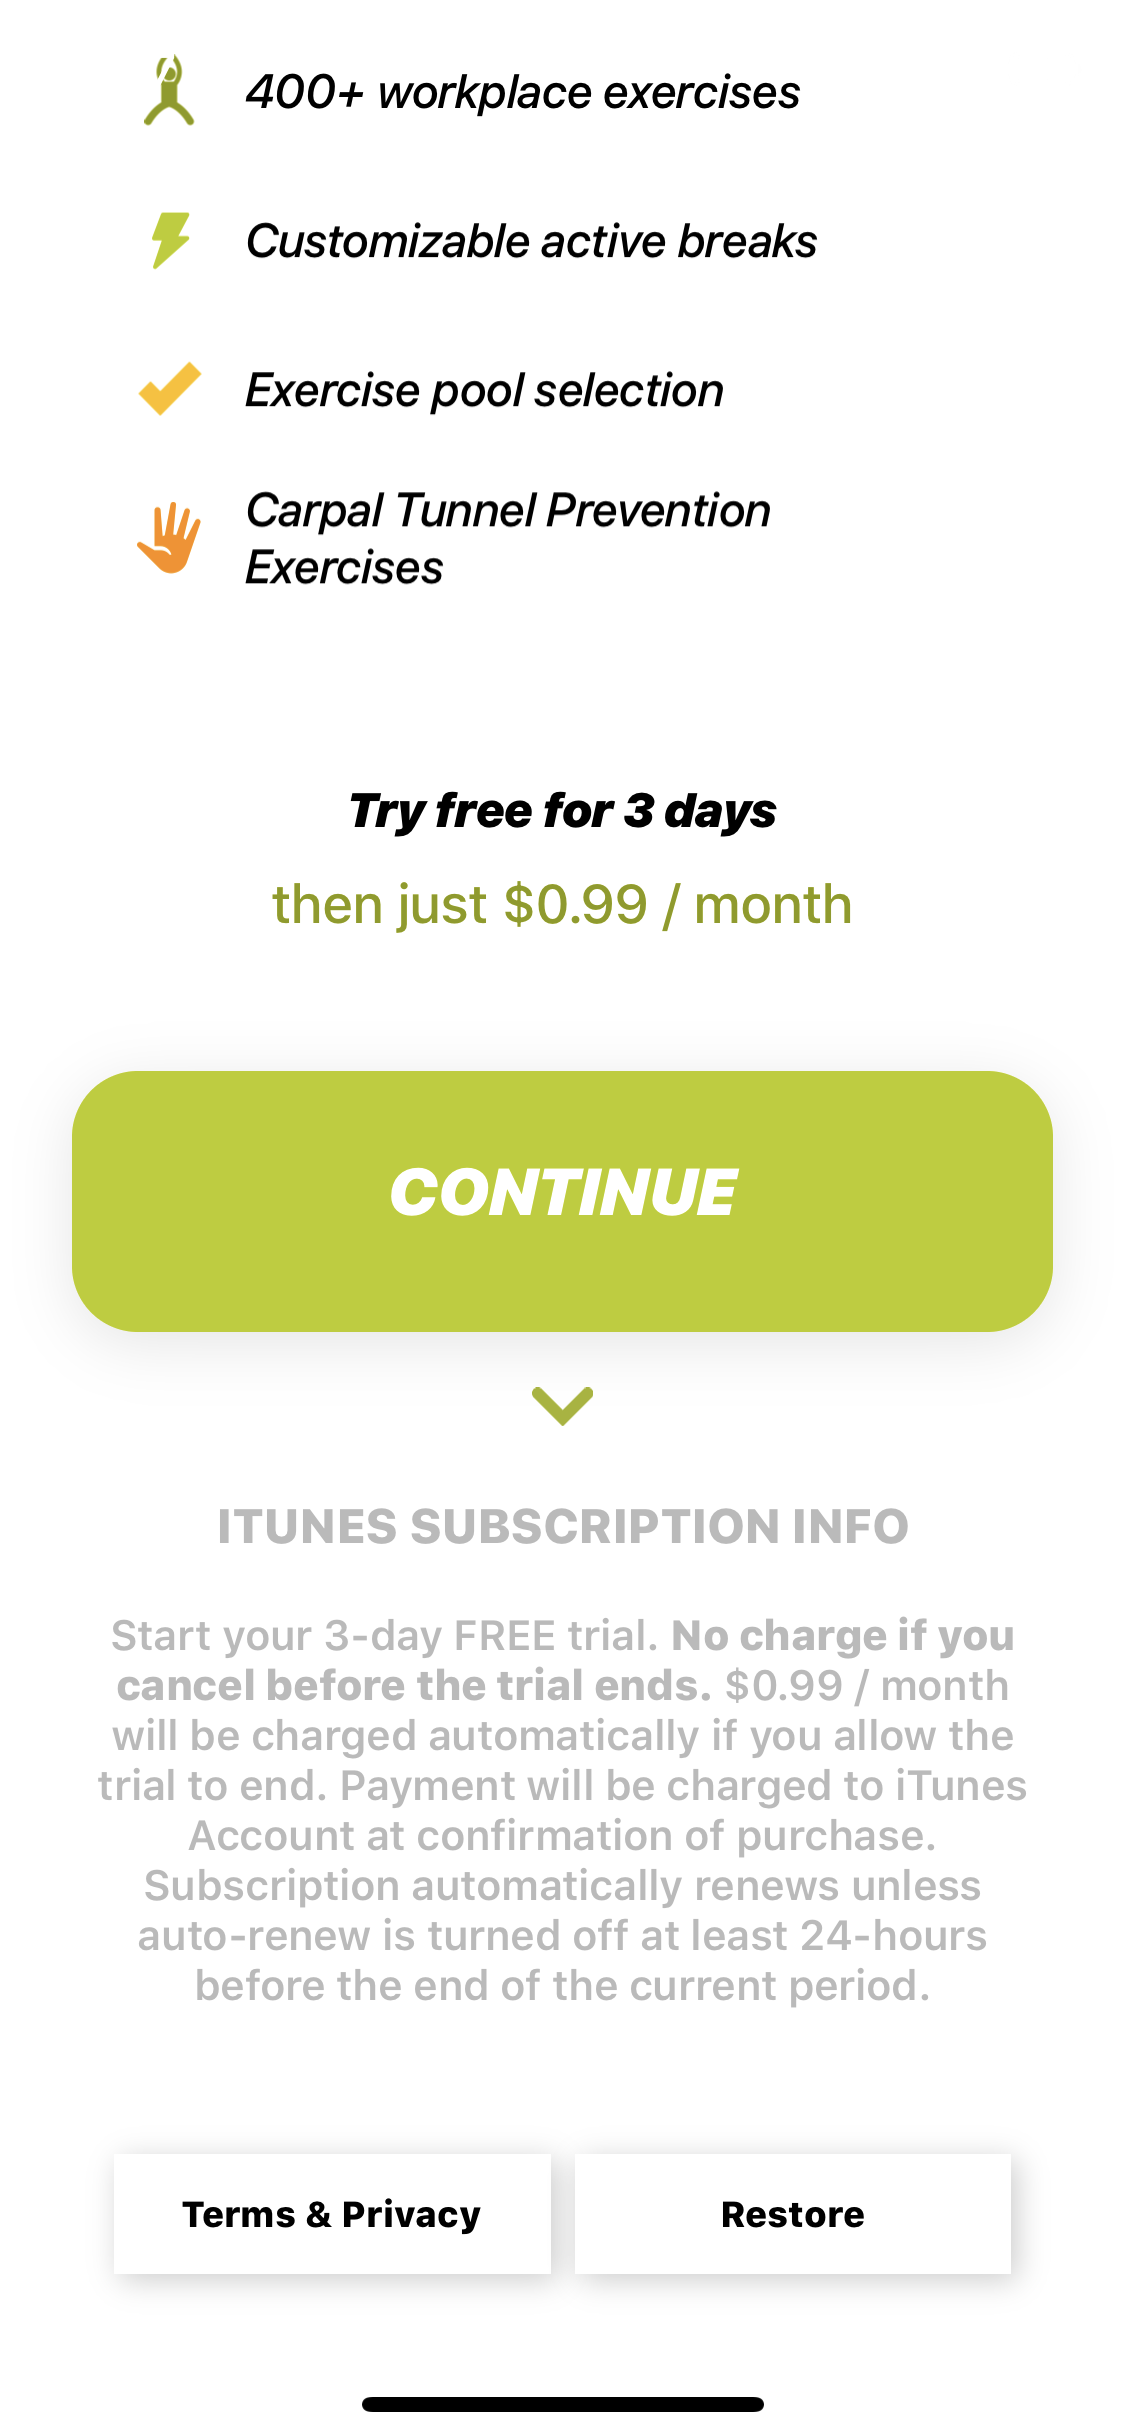 400+ workplace exercises
Customizable active breaks
Exercise pool selection
Carpal Tunnel Prevention
Exercises
Try free for 3 days
then just $0.99 / month
CONTINUE
ITUNES SUBSCRIPTION INFO
Start your 3-day FREE trial. No charge if you
cancel before the trial ends. $0.99 / month
will be charged automatically if you allow the
trial to end. Payment will be charged to iTunes
Account at confirmation of purchase.
Subscription automatically renews unless
auto-renew is turned off at least 24-hours
before the end of the current period.
Terms & Privacy
Restore